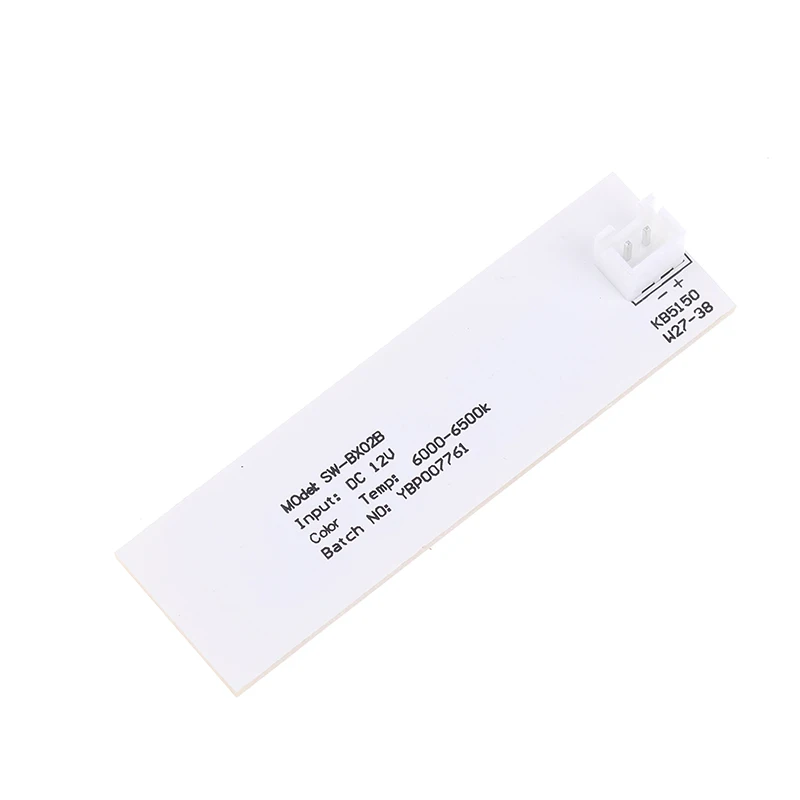 - +
KB5150
W27-38
MOdel: SW-BX02B
Input: DC 12V
Color Temp: 6000-6500k
Batch NO: YBP007761